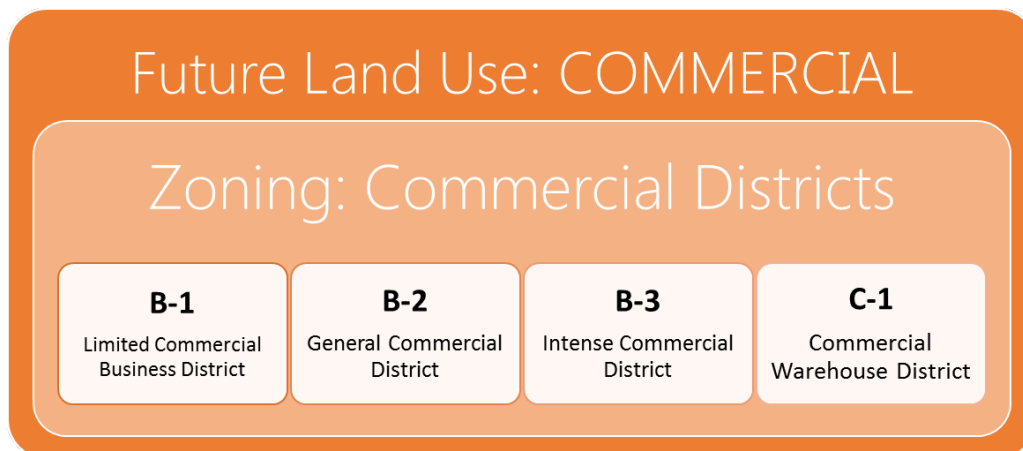 Future Land Use: COMMERCIAL
Zoning: Commercial Districts
B-1
Limited Commercial
Business District
B-2
General Commercial
District
B-3
Intense Commercial
District
C-1
Commercial
Warehouse District